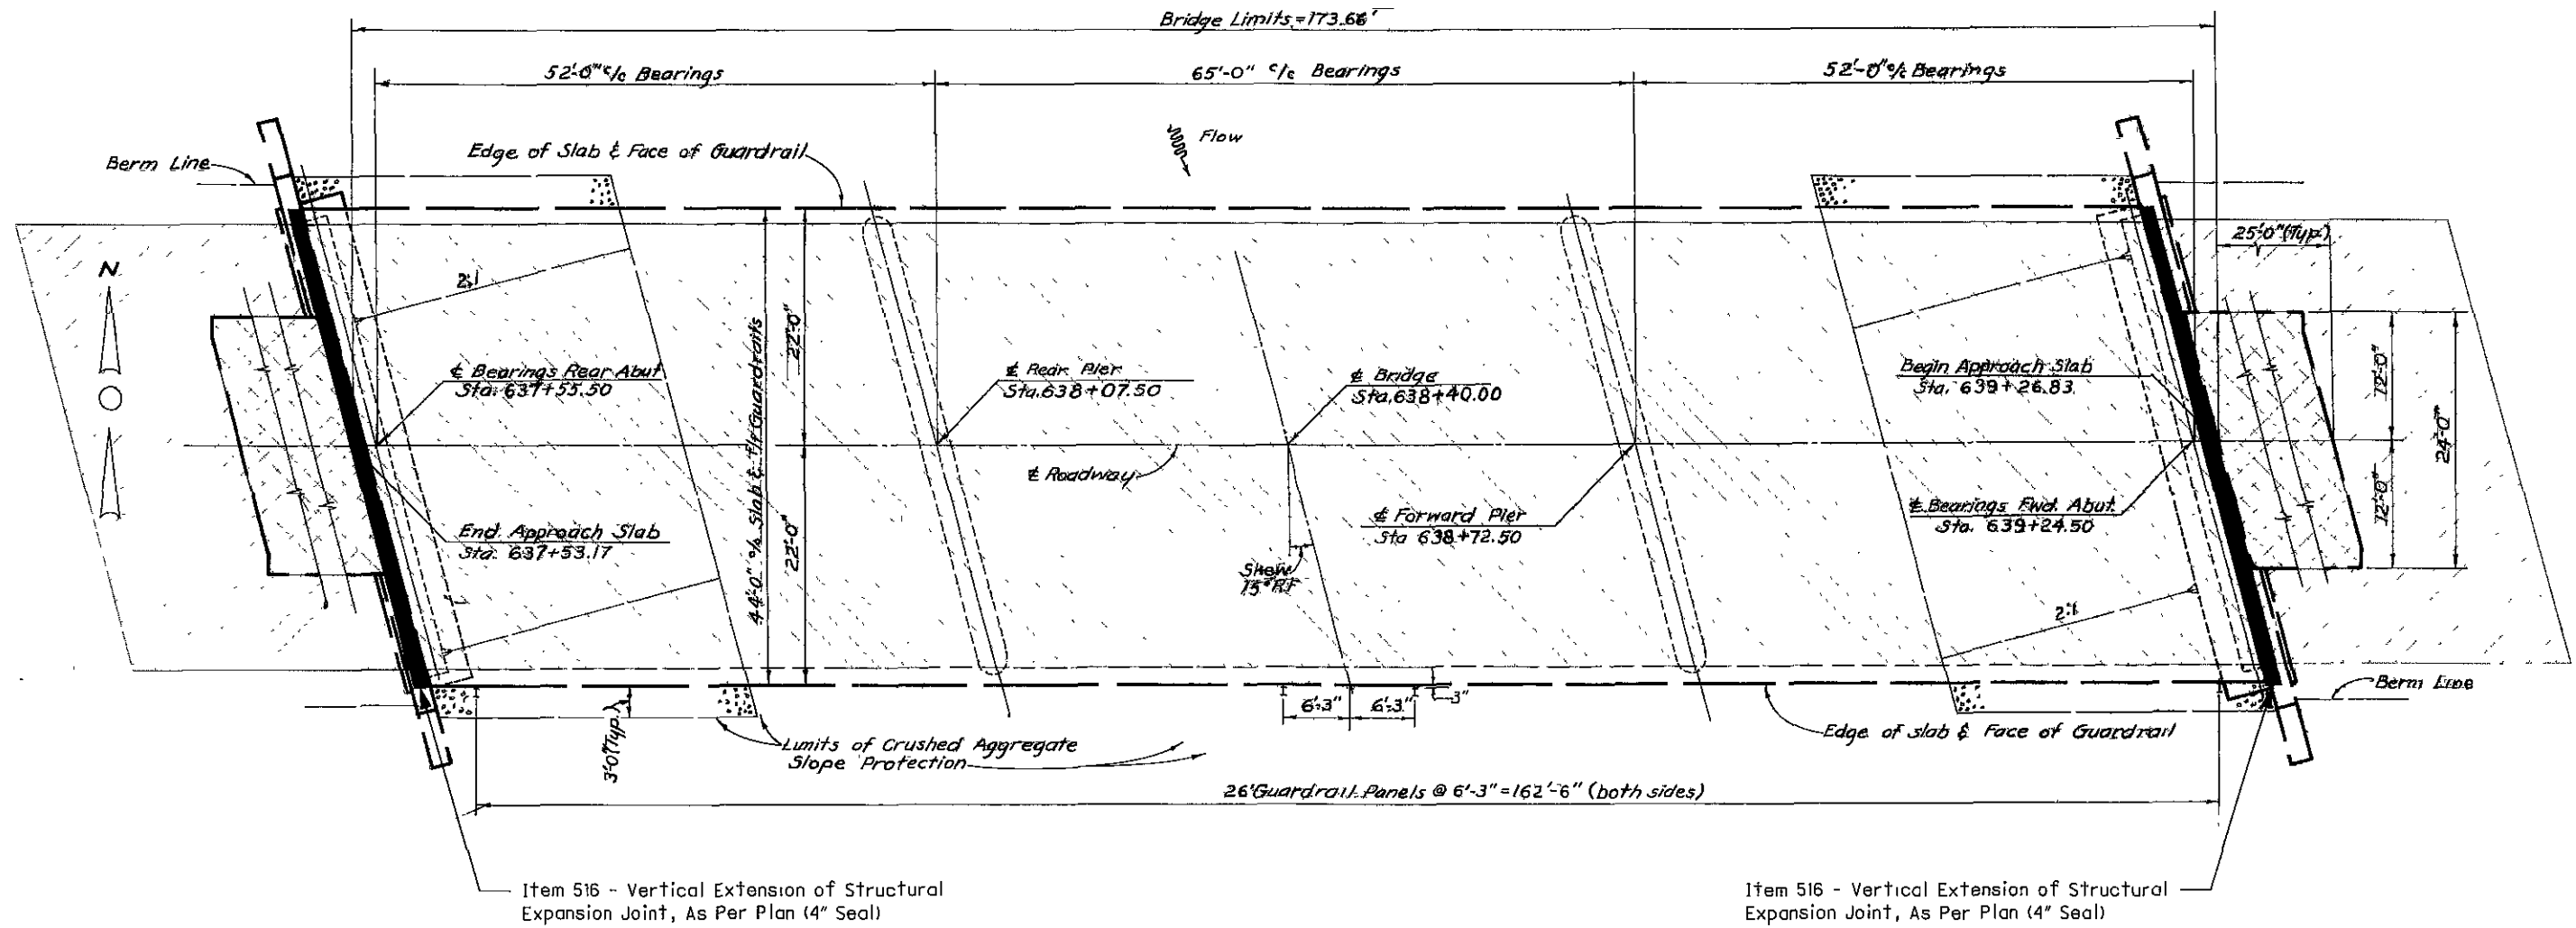 Bridge Limits = 173.66'
52'-0" c/c Bearings
65'-0" c/c Bearings
52'-0" c/c Bearings
Flow
Berm Line
Edge of Slab & Face of Guardrail
25'-0" (Typ.)
N
2:1
22'-0"
44'-0" o/o Slab & f/f Guardrails
22'-0"
℄ Bearings Rear Abut
Sta. 637+55.50
℄ Rear Pier
Sta. 638+07.50
℄ Bridge
Sta. 638+40.00
Begin Approach Slab
Sta. 639+26.83
12'-0"
24'-0"
12'-0"
℄ Roadway
End Approach Slab
Sta. 637+53.17
℄ Forward Pier
Sta 638+72.50
℄ Bearings Fwd. Abut.
Sta. 639+24.50
Skew
15° R.F.
2:1
6'-3"
6'-3"
3"
Berm Line
3'-0" (Typ.)
Limits of Crushed Aggregate
Slope Protection
Edge of slab & Face of Guardrail
26 Guardrail Panels @ 6'-3" = 162'-6" (both sides)
Item 516 - Vertical Extension of Structural
Expansion Joint, As Per Plan (4" Seal)
Item 516 - Vertical Extension of Structural
Expansion Joint, As Per Plan (4" Seal)